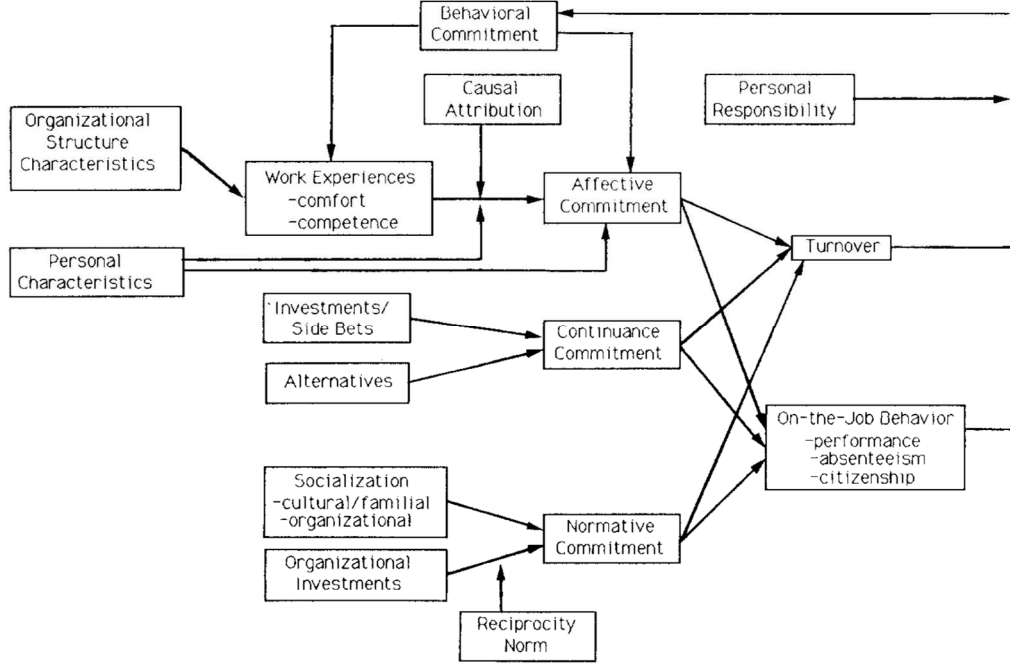 Behavioral
Commitment
Causal
Attribution
Personal
Responsibility
Organizational
Structure
Characteristics
Work Experiences
-comfort
-competence
Affective
Commitment
Turnover
Personal
Characteristics
Investments/
Side Bets
Continuance
Commitment
Alternatives
On-the-Job Behavior
-performance
-absenteeism
-citizenship
Socialization
-cultural/familial
-organizational
Normative
Commitment
Organizational
Investments
Reciprocity
Norm